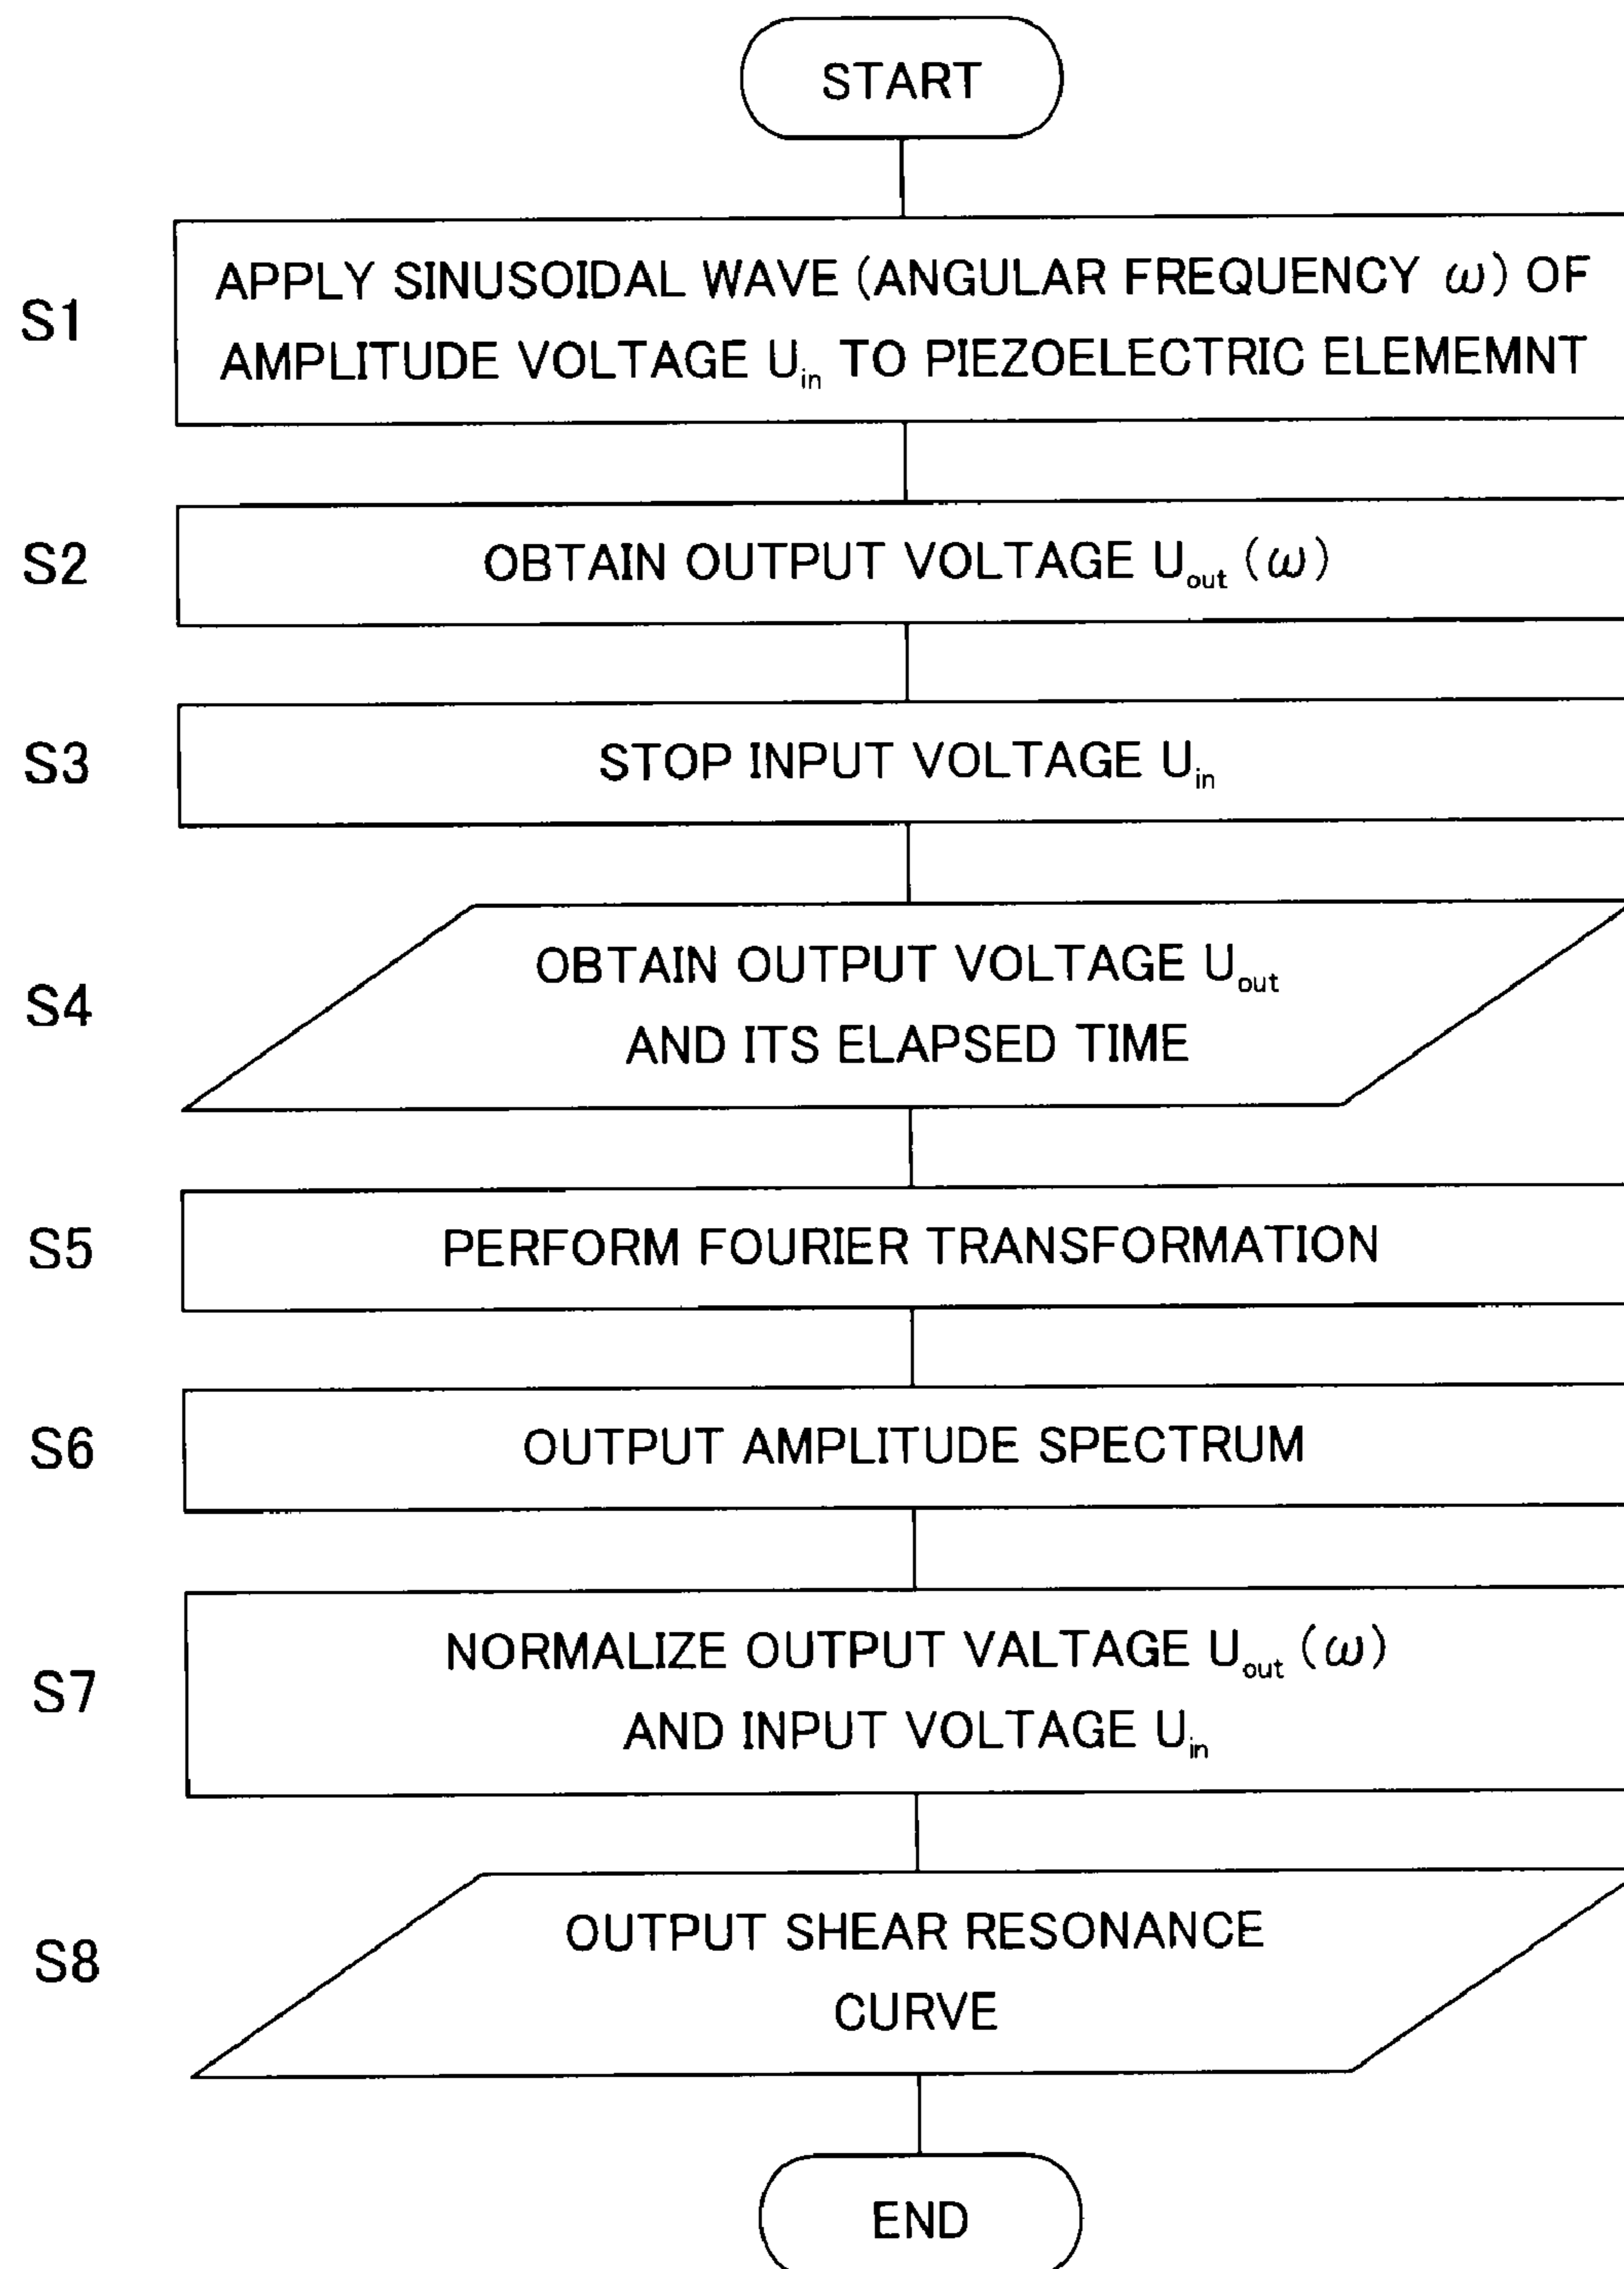 START
S1
APPLY SINUSOIDAL WAVE (ANGULAR FREQUENCY ω) OF
AMPLITUDE VOLTAGE Uin TO PIEZOELECTRIC ELEMEMNT
S2
OBTAIN OUTPUT VOLTAGE Uout (ω)
S3
STOP INPUT VOLTAGE Uin
S4
OBTAIN OUTPUT VOLTAGE Uout
AND ITS ELAPSED TIME
S5
PERFORM FOURIER TRANSFORMATION
S6
OUTPUT AMPLITUDE SPECTRUM
S7
NORMALIZE OUTPUT VALTAGE Uout (ω)
AND INPUT VOLTAGE Uin
S8
OUTPUT SHEAR RESONANCE
CURVE
END